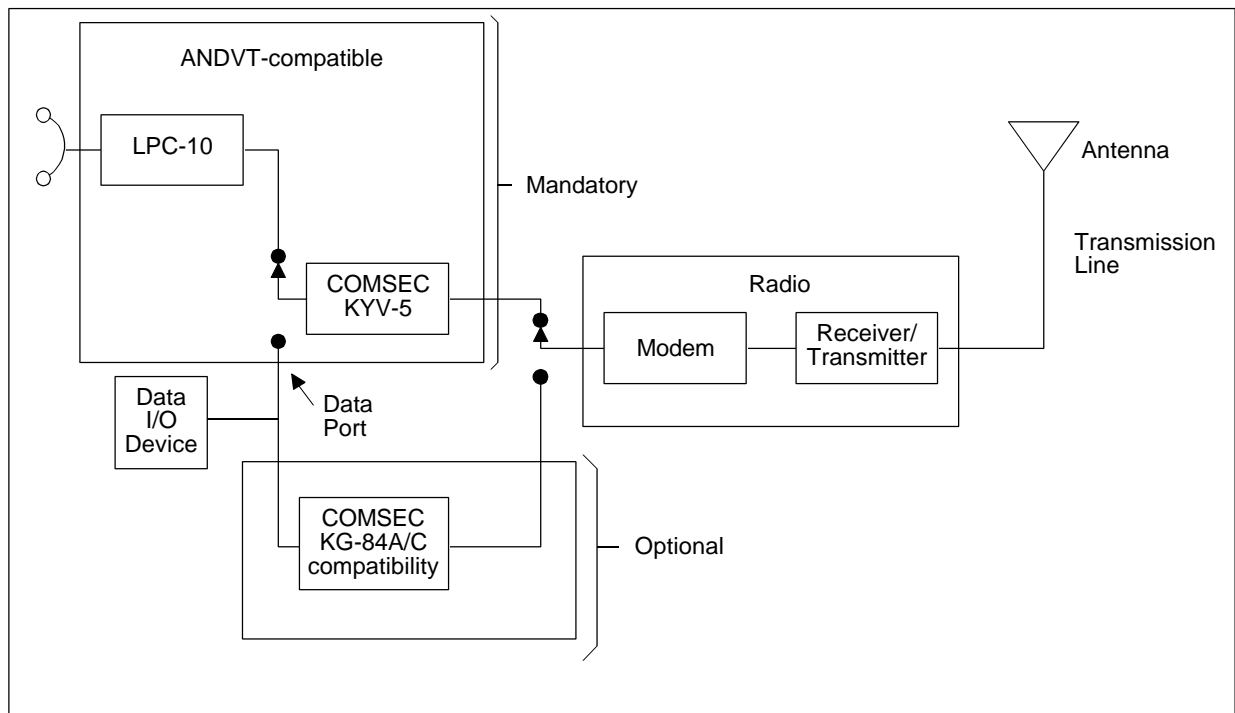 ANDVT-compatible
LPC-10
Mandatory
COMSEC
KYV-5
Antenna
Transmission
Line
Radio
Modem
Receiver/
Transmitter
Data
I/O
Device
Data
Port
COMSEC
KG-84A/C
compatibility
Optional